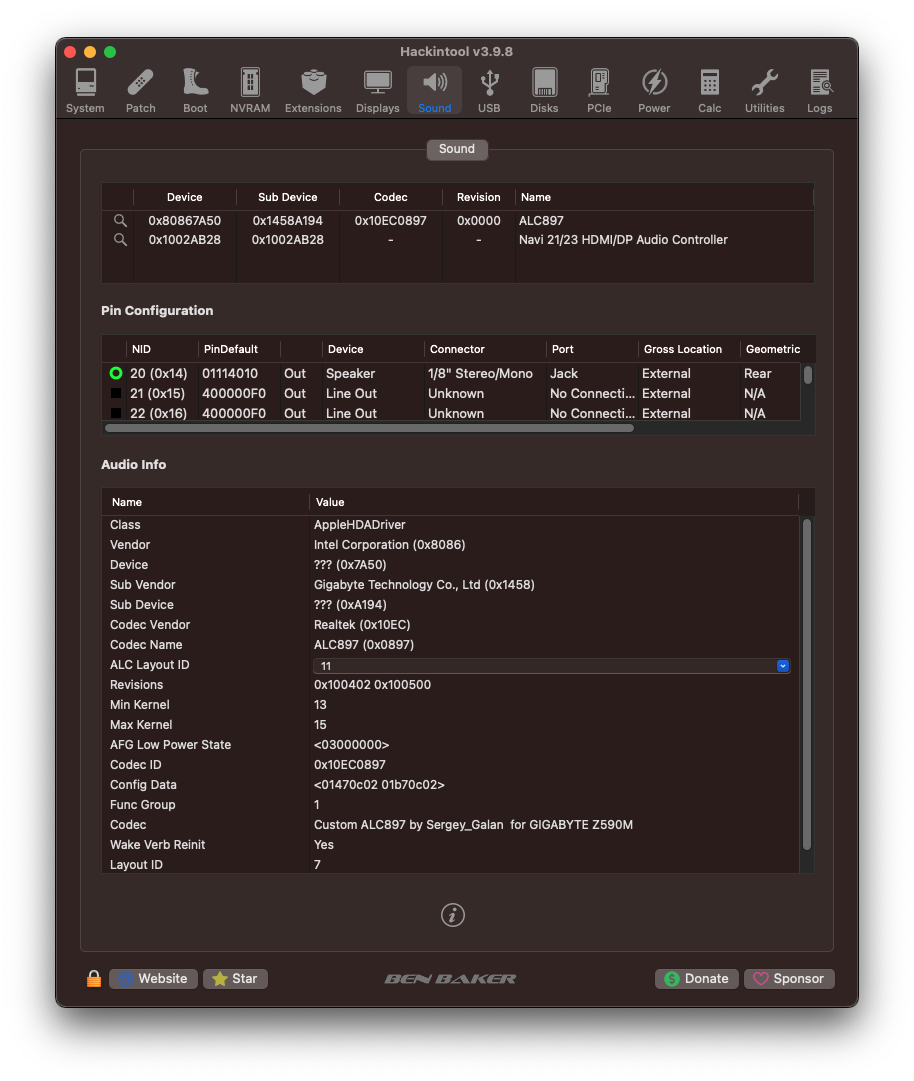 Hackintool v3.9.8
System Patch Boot NVRAM Extensions Displays Sound USB Disks PCIe Power Calc Utilities Logs
Sound
Device Sub Device Codec Revision Name
0x80867A50 0x1458A194 0x10EC0897 0x0000 ALC897
0x1002AB28 0x1002AB28 - - Navi 21/23 HDMI/DP Audio Controller
Pin Configuration
NID PinDefault Device Connector Port Gross Location Geometric
20 (0x14) 01114010 Out Speaker 1/8" Stereo/Mono Jack External Rear
21 (0x15) 400000F0 Out Line Out Unknown No Connecti... External N/A
22 (0x16) 400000F0 Out Line Out Unknown No Connecti... External N/A
Audio Info
Name Value
Class AppleHDADriver
Vendor Intel Corporation (0x8086)
Device ??? (0x7A50)
Sub Vendor Gigabyte Technology Co., Ltd (0x1458)
Sub Device ??? (0xA194)
Codec Vendor Realtek (0x10EC)
Codec Name ALC897 (0x0897)
ALC Layout ID 11
Revisions 0x100402 0x100500
Min Kernel 13
Max Kernel 15
AFG Low Power State <03000000>
Codec ID 0x10EC0897
Config Data <01470c02 01b70c02>
Func Group 1
Codec Custom ALC897 by Sergey_Galan for GIGABYTE Z590M
Wake Verb Reinit Yes
Layout ID 7
Website Star BEN BAKER Donate Sponsor